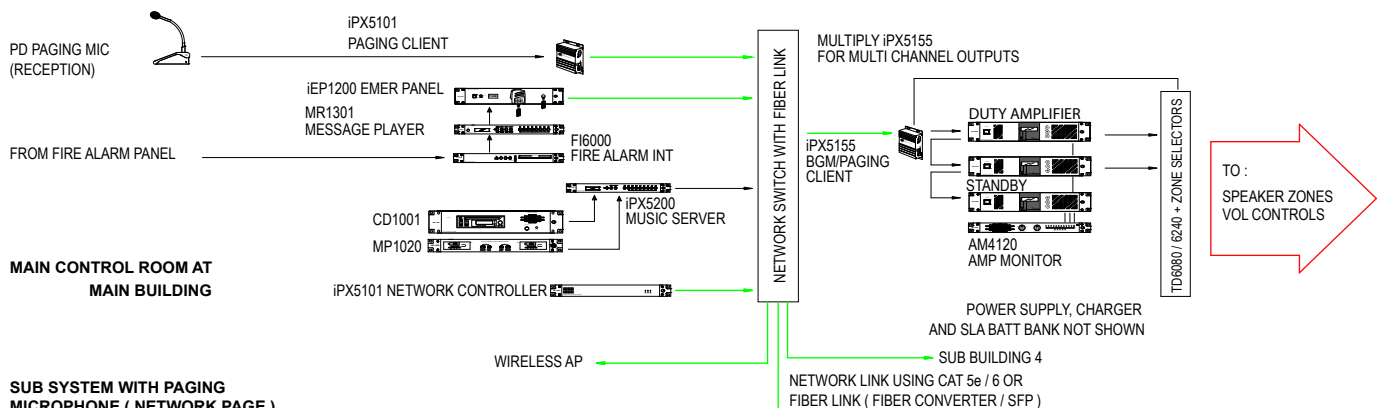 iPX5101
PAGING CLIENT
PD PAGING MIC
(RECEPTION)
iEP1200 EMER PANEL
MR1301
MESSAGE PLAYER
FI6000
FIRE ALARM INT
FROM FIRE ALARM PANEL
iPX5200
MUSIC SERVER
CD1001
MP1020
MAIN CONTROL ROOM AT
MAIN BUILDING
iPX5101 NETWORK CONTROLLER
NETWORK SWITCH WITH FIBER LINK
MULTIPLY iPX5155
FOR MULTI CHANNEL OUTPUTS
iPX5155
BGM/PAGING
CLIENT
DUTY AMPLIFIER
STANDBY
AM4120
AMP MONITOR
TD6080 / 6240 + ZONE SELECTORS
TO :
SPEAKER ZONES
VOL CONTROLS
POWER SUPPLY, CHARGER
AND SLA BATT BANK NOT SHOWN
WIRELESS AP
SUB BUILDING 4
NETWORK LINK USING CAT 5e / 6 OR
FIBER LINK ( FIBER CONVERTER / SFP )
SUB SYSTEM WITH PAGING
MICROPHONE ( NETWORK PAGE )